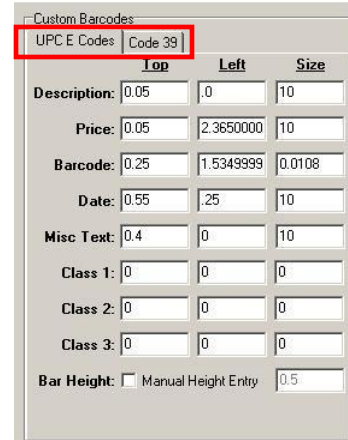 Custom Barcodes
UPC E Codes Code 39
Top Left Size
Description: 0.05 .0 10
Price: 0.05 2.3650000 10
Barcode: 0.25 1.5349999 0.0108
Date: 0.55 .25 10
Misc Text: 0.4 0 10
Class 1: 0 0 0
Class 2: 0 0 0
Class 3: 0 0 0
Bar Height: Manual Height Entry 0.5